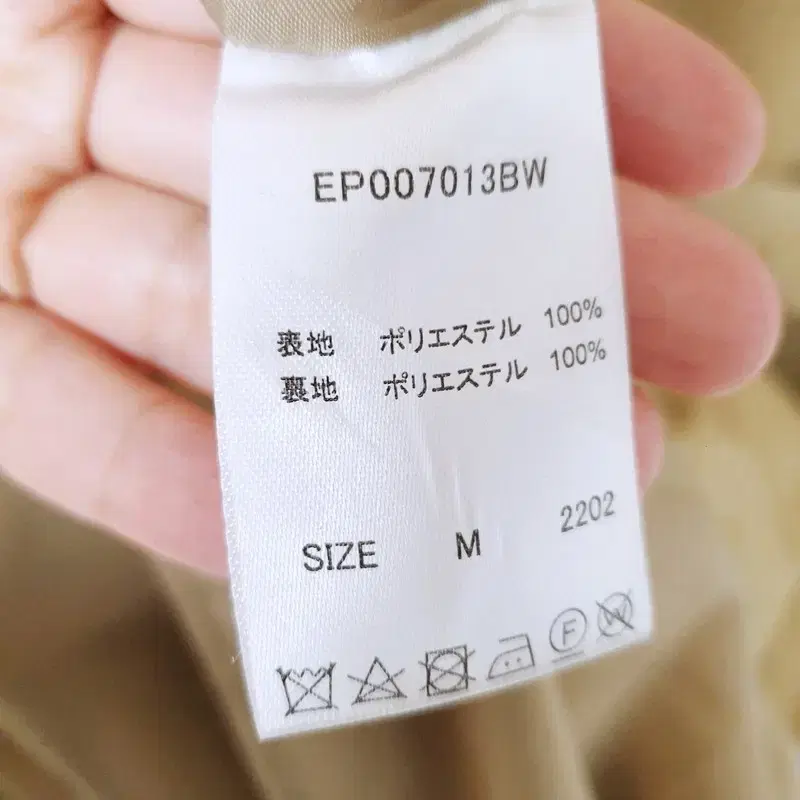 EP007013BW
表地 ポリエステル 100%
裏地 ポリエステル 100%
2202
SIZE M
F W